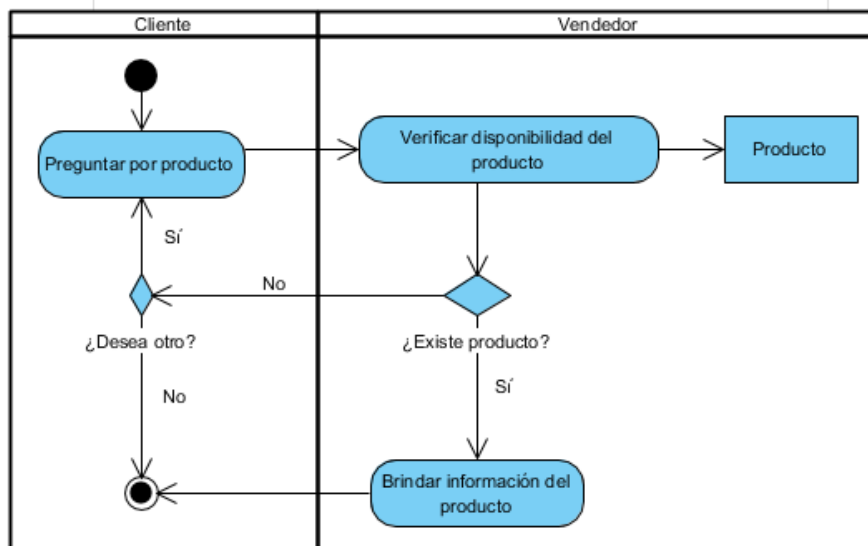 Cliente
Vendedor
Preguntar por producto
Verificar disponibilidad del
producto
Producto
Sí
No
¿Desea otro?
¿Existe producto?
No
Sí
Brindar información del
producto